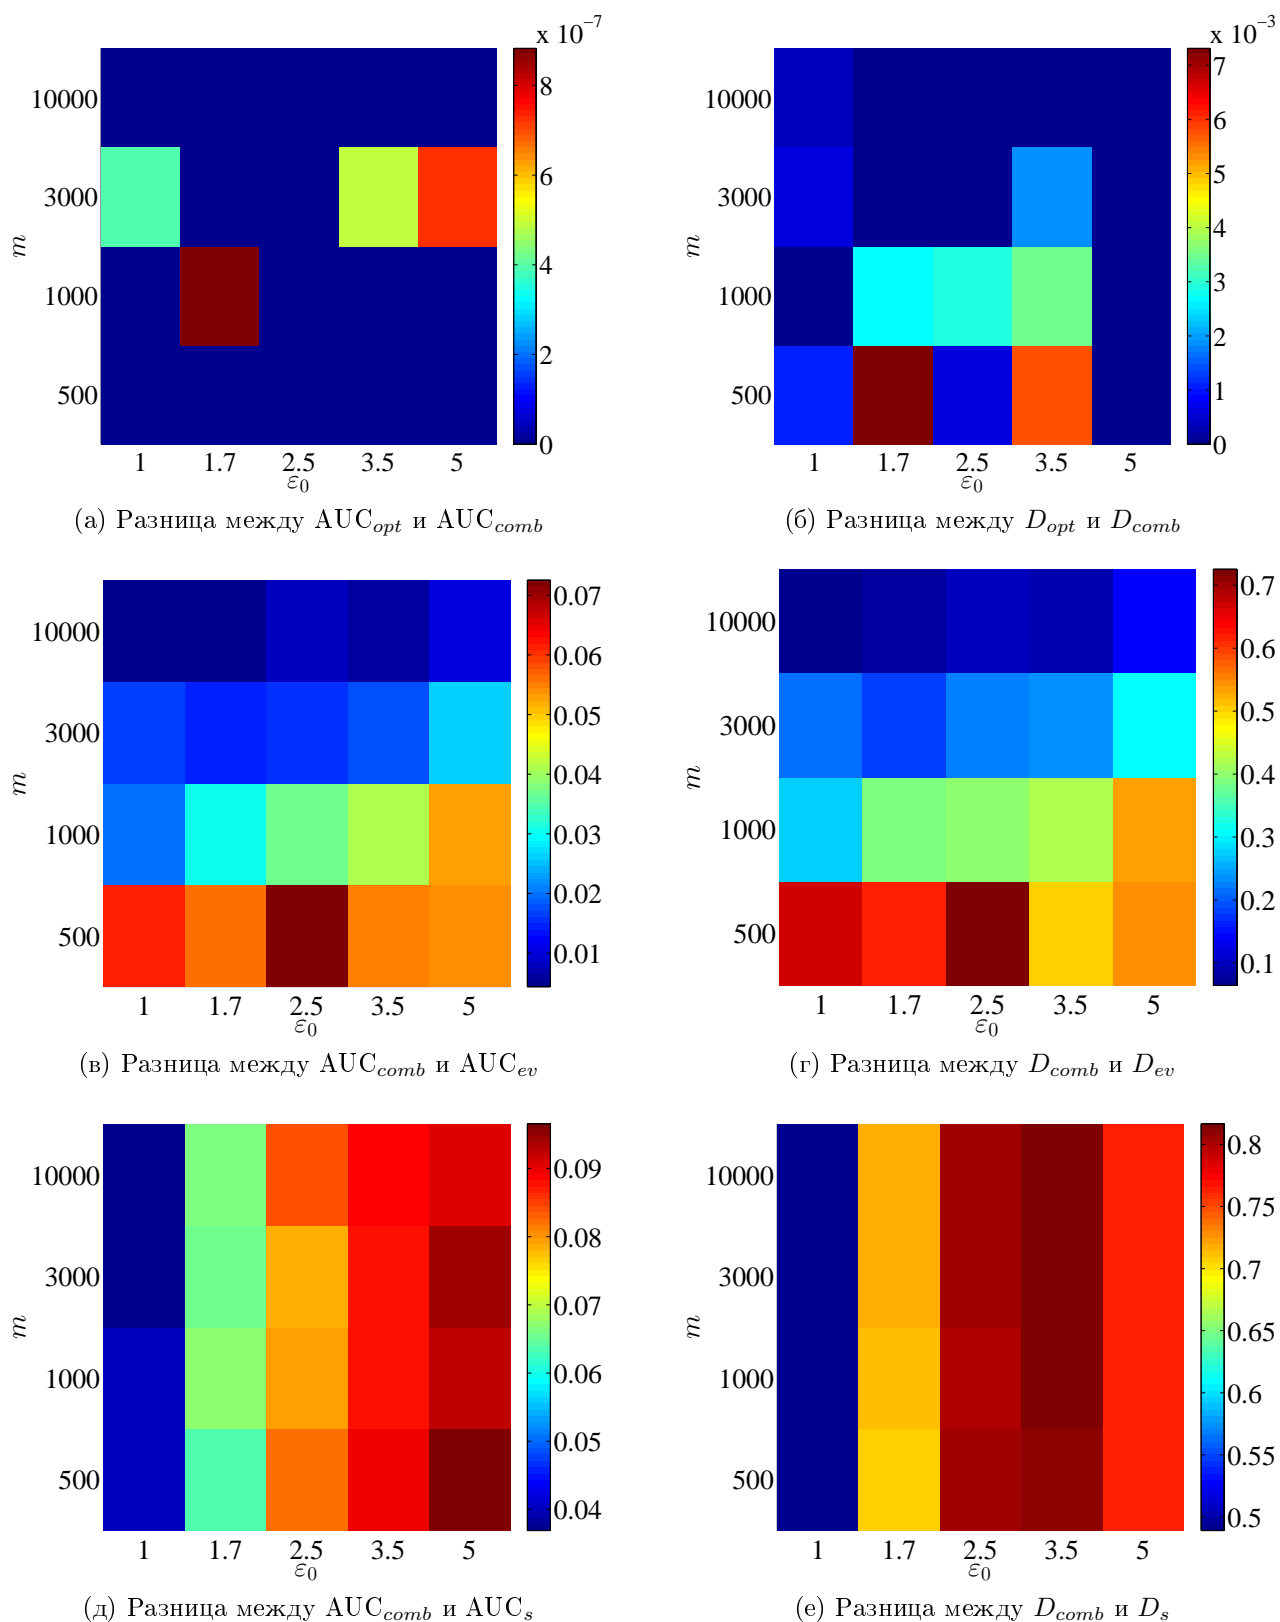 x 10⁻⁷
10000
3000
1000
500
m
1 1.7 2.5 3.5 5
ε₀
8
6
4
2
0
(а) Разница между AUC_opt и AUC_comb
x 10⁻³
10000
3000
1000
500
m
1 1.7 2.5 3.5 5
ε₀
7
6
5
4
3
2
1
0
(б) Разница между D_opt и D_comb
10000
3000
1000
500
m
1 1.7 2.5 3.5 5
ε₀
0.07
0.06
0.05
0.04
0.03
0.02
0.01
(в) Разница между AUC_comb и AUC_ev
10000
3000
1000
500
m
1 1.7 2.5 3.5 5
ε₀
0.7
0.6
0.5
0.4
0.3
0.2
0.1
(г) Разница между D_comb и D_ev
10000
3000
1000
500
m
1 1.7 2.5 3.5 5
ε₀
0.09
0.08
0.07
0.06
0.05
0.04
(д) Разница между AUC_comb и AUC_s
10000
3000
1000
500
m
1 1.7 2.5 3.5 5
ε₀
0.8
0.75
0.7
0.65
0.6
0.55
0.5
(е) Разница между D_comb и D_s